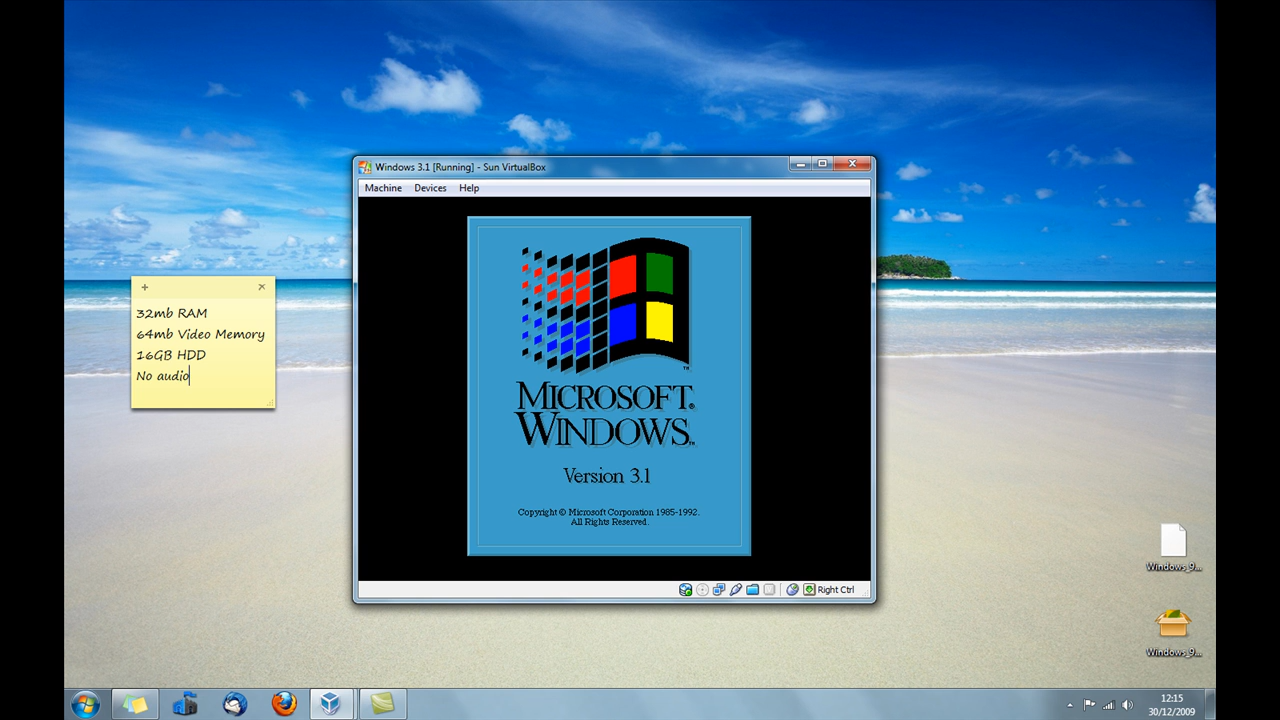 Windows 3.1 [Running] - Sun VirtualBox
Machine Devices Help
MICROSOFT®
WINDOWS™
Version 3.1
Copyright © Microsoft Corporation 1985-1992.
All Rights Reserved.
Right Ctrl
32mb RAM
64mb Video Memory
16GB HDD
No audio
Windows_9...
Windows_9...
12:15
30/12/2009